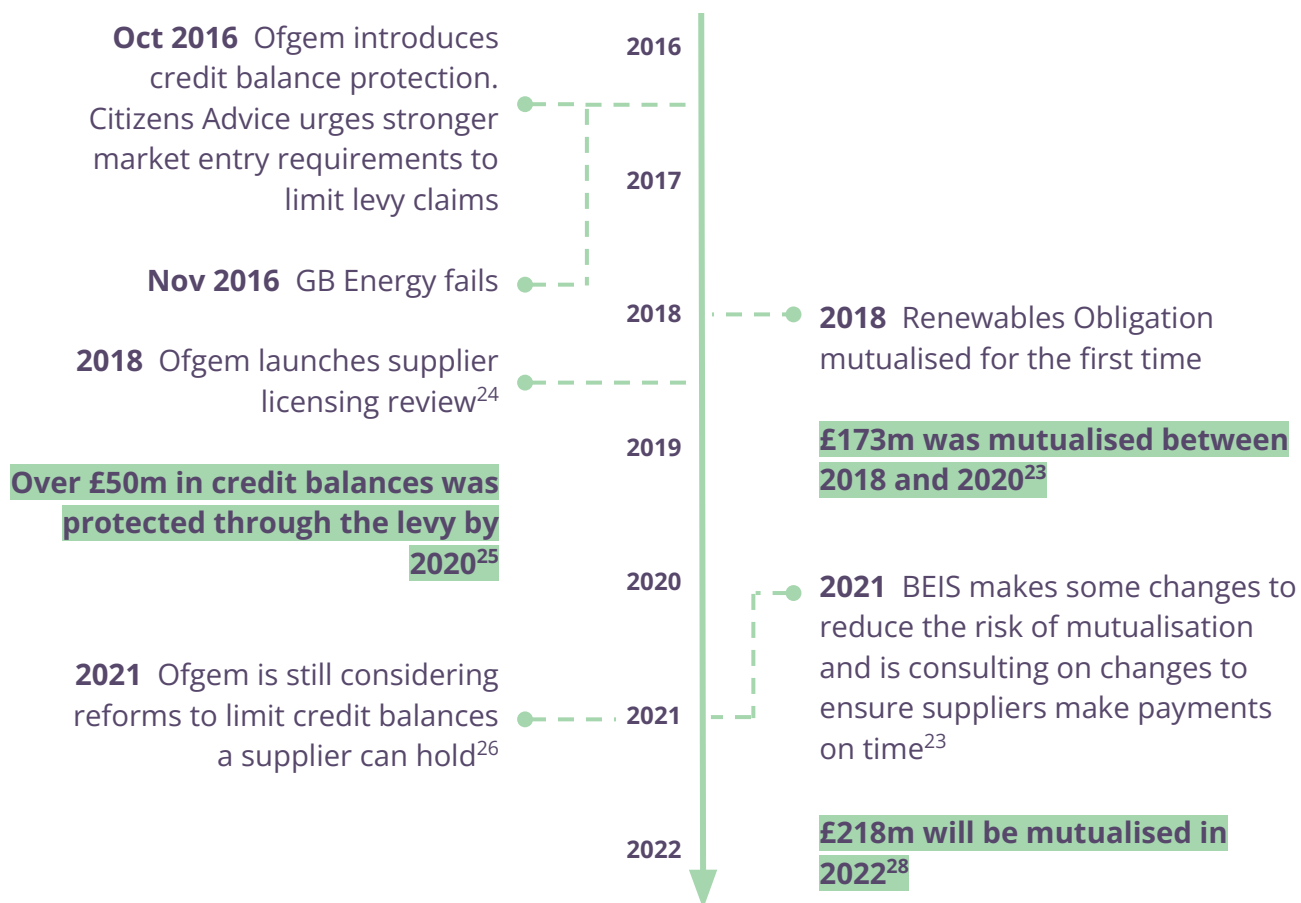 Oct 2016 Ofgem introduces
credit balance protection.
Citizens Advice urges stronger
market entry requirements to
limit levy claims
Nov 2016 GB Energy fails
2018 Ofgem launches supplier
licensing review24
Over £50m in credit balances was
protected through the levy by
202025
2021 Ofgem is still considering
reforms to limit credit balances
a supplier can hold26
2016
2017
2018
2019
2020
2021
2022
2018 Renewables Obligation
mutualised for the first time
£173m was mutualised between
2018 and 202023
2021 BEIS makes some changes to
reduce the risk of mutualisation
and is consulting on changes to
ensure suppliers make payments
on time23
£218m will be mutualised in
202228